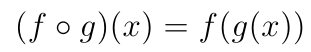 (f ∘ g)(x) = f(g(x))